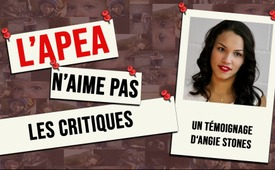 L'APEA
N'AIME PAS
LES CRITIQUES
UN TÉMOIGNAGE
D'ANGIE STONES